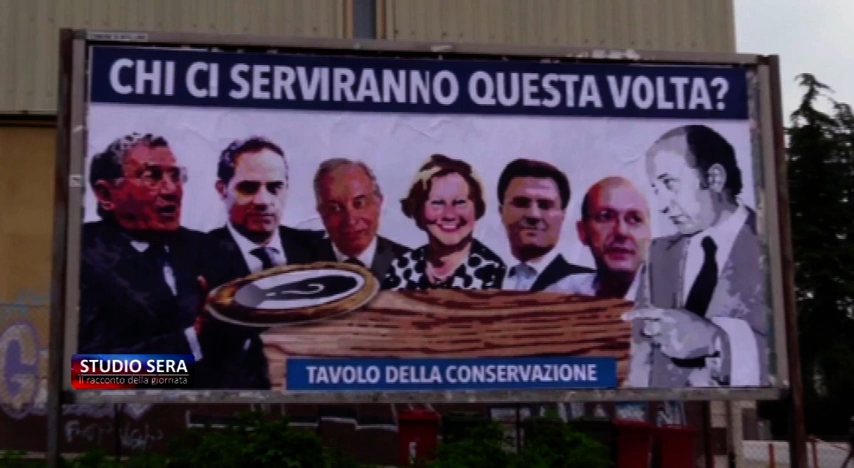 CHI CI SERVIRANNO QUESTA VOLTA?
STUDIO SERA
Il racconto della giornata
TAVOLO DELLA CONSERVAZIONE